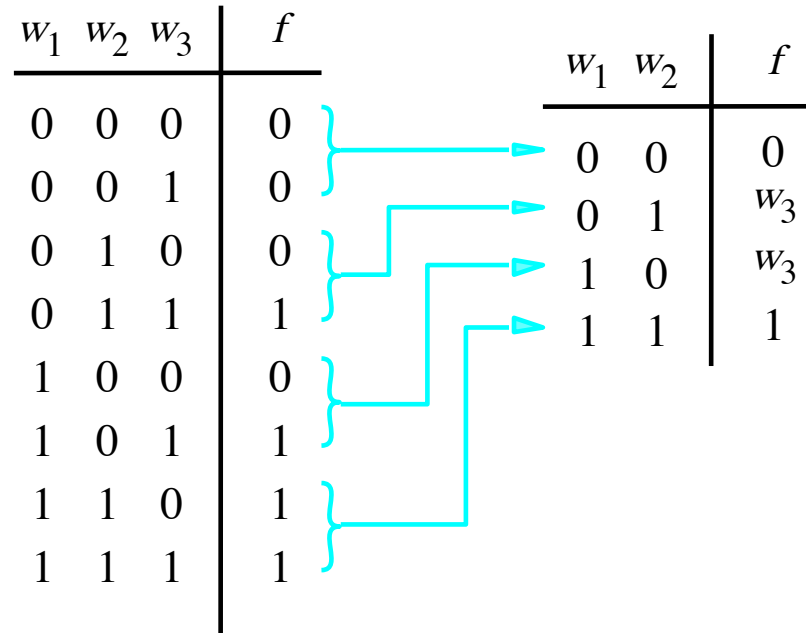 w1 w2 w3 f
0 0 0 0
0 0 1 0
0 1 0 0
0 1 1 1
1 0 0 0
1 0 1 1
1 1 0 1
1 1 1 1
w1 w2 f
0 0 0
0 1 w3
1 0 w3
1 1 1